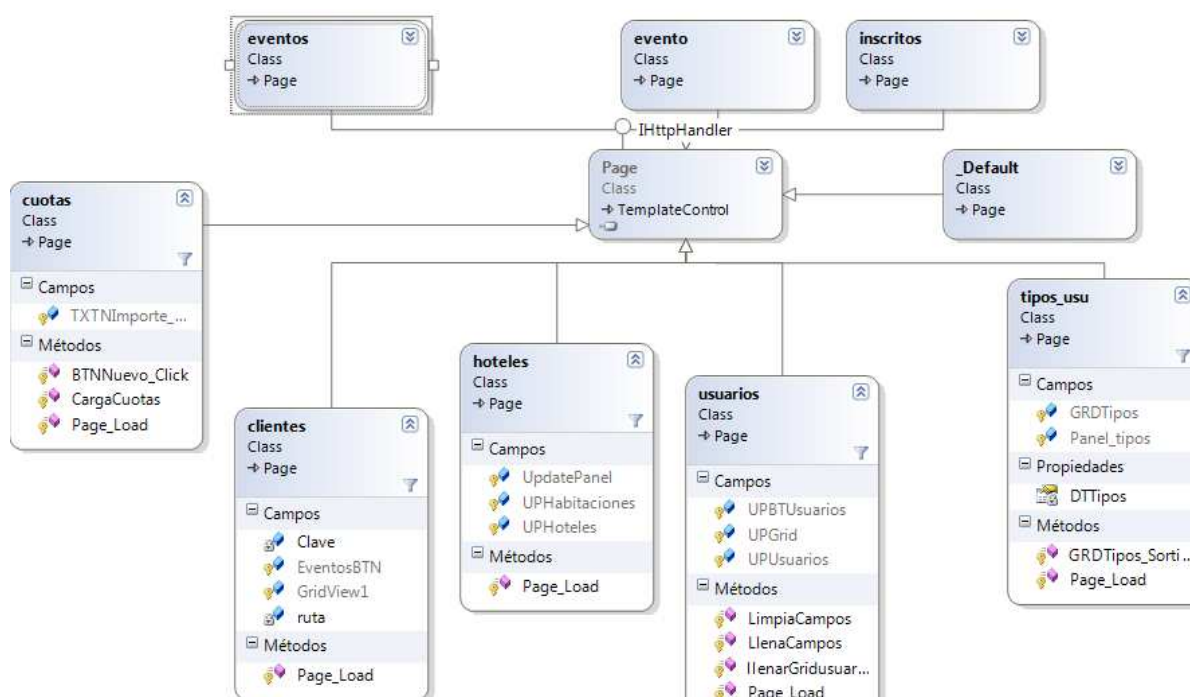 eventos
Class
Page
evento
Class
Page
inscritos
Class
Page
IHttpHandler
Page
Class
TemplateControl
_Default
Class
Page
cuotas
Class
Page
Campos
TXTNImporte_...
Métodos
BTNNuevo_Click
CargaCuotas
Page_Load
clientes
Class
Page
Campos
Clave
EventosBTN
GridView1
ruta
Métodos
Page_Load
hoteles
Class
Page
Campos
UpdatePanel
UPHabitaciones
UPHoteles
Métodos
Page_Load
usuarios
Class
Page
Campos
UPBTUsuarios
UPGrid
UPUsuarios
Métodos
LimpiaCampos
LlenaCampos
llenarGridusuar...
Page_Load
tipos_usu
Class
Page
Campos
GRDTipos
Panel_tipos
Propiedades
DTTipos
Métodos
GRDTipos_Sorti...
Page_Load